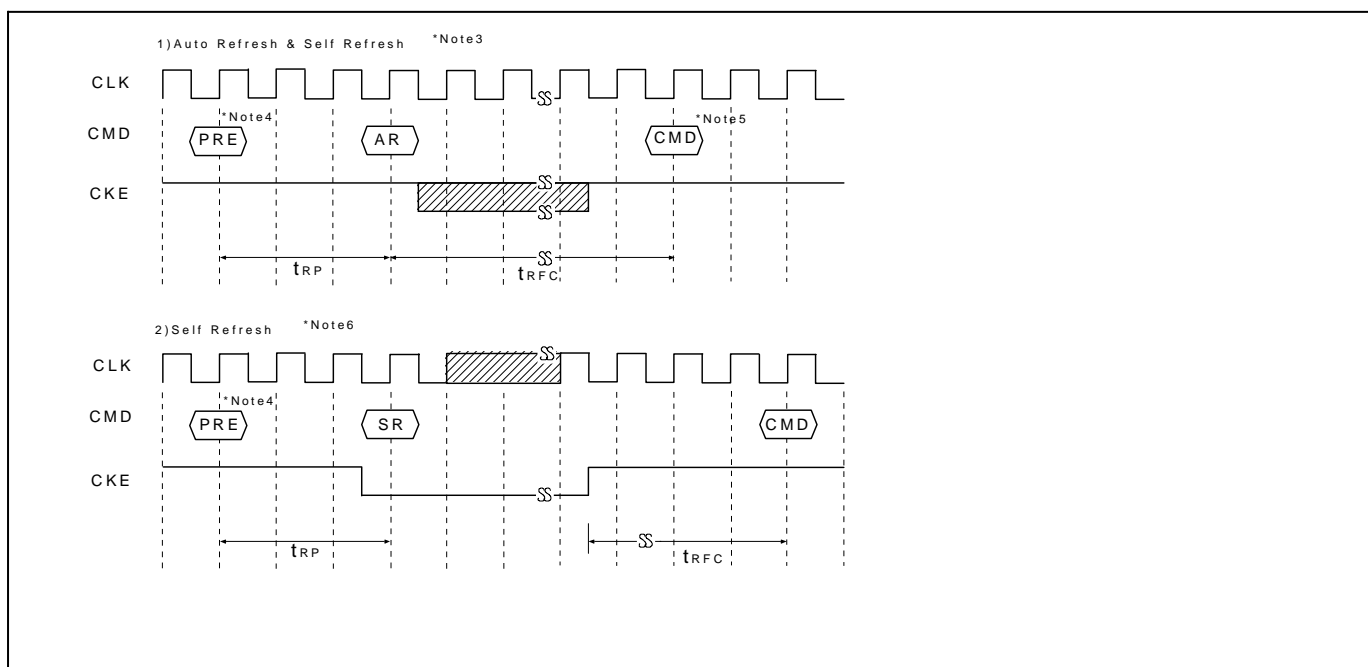 1)Auto Refresh & Self Refresh *Note3
CLK
CMD
PRE
*Note4
AR
CMD
*Note5
CKE
tRP
tRFC
2)Self Refresh *Note6
CLK
CMD
PRE
*Note4
SR
CMD
CKE
tRP
tRFC